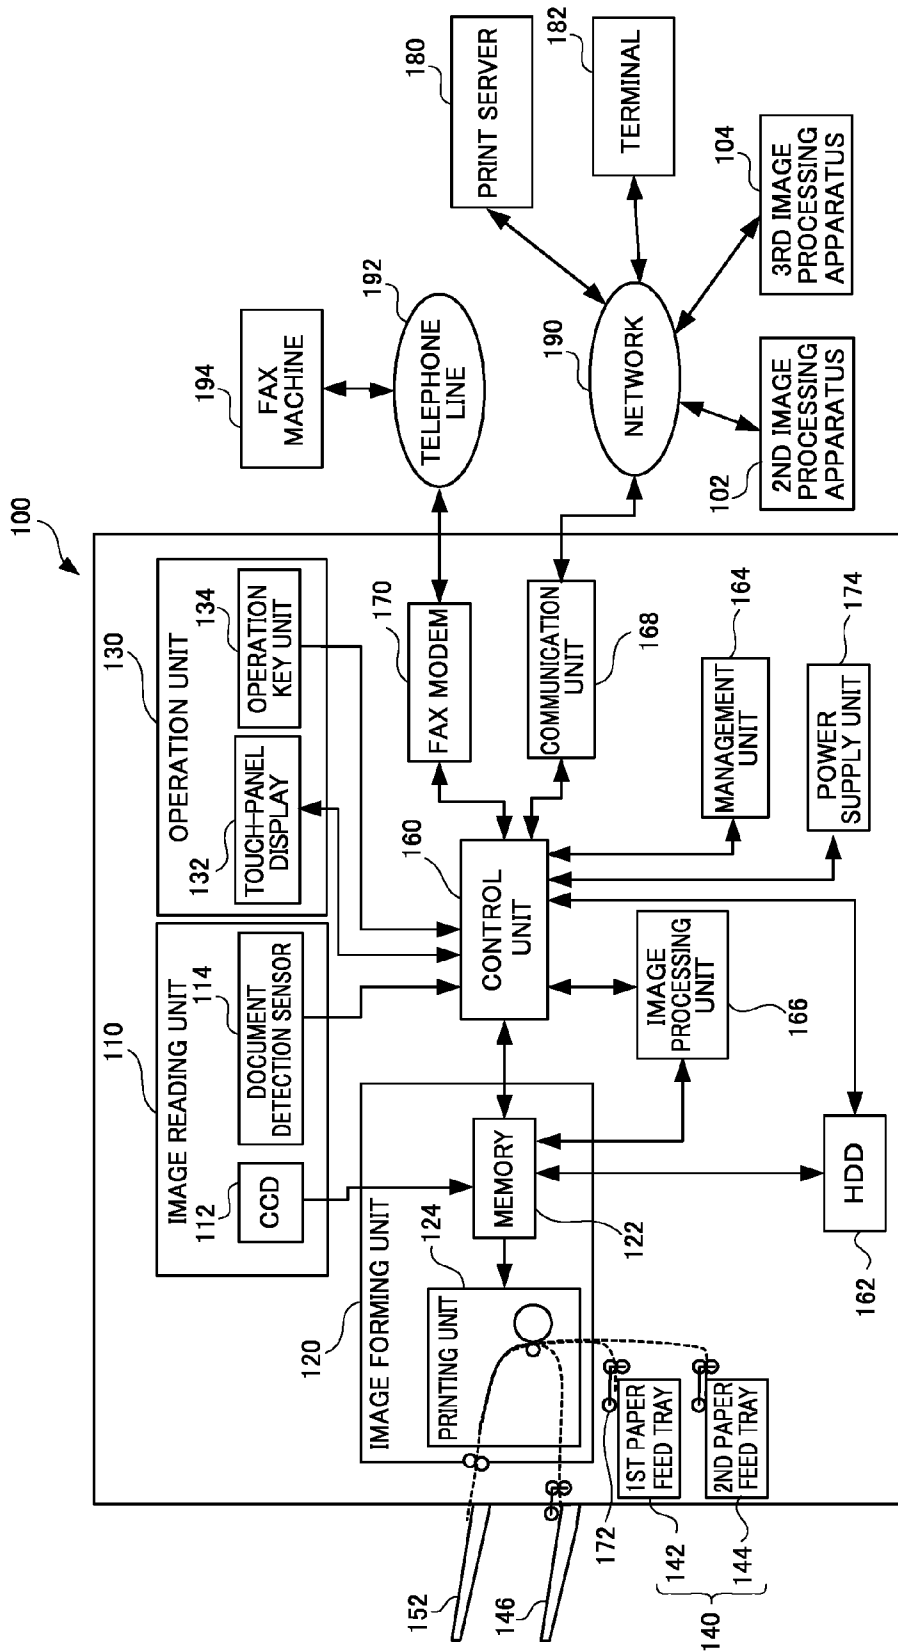 100
110
IMAGE READING UNIT
112
CCD
114
DOCUMENT
DETECTION SENSOR
130
OPERATION UNIT
132
TOUCH-PANEL
DISPLAY
134
OPERATION
KEY UNIT
194
FAX
MACHINE
192
TELEPHONE
LINE
180
PRINT SERVER
182
TERMINAL
120
IMAGE FORMING UNIT
124
PRINTING UNIT
MEMORY
122
160
CONTROL
UNIT
170
FAX MODEM
COMMUNICATION
UNIT
168
190
NETWORK
102
2ND IMAGE
PROCESSING
APPARATUS
104
3RD IMAGE
PROCESSING
APPARATUS
152
146
172
1ST PAPER
FEED TRAY
142
2ND PAPER
FEED TRAY
144
140
IMAGE
PROCESSING
UNIT
166
MANAGEMENT
UNIT
164
POWER
SUPPLY UNIT
174
HDD
162